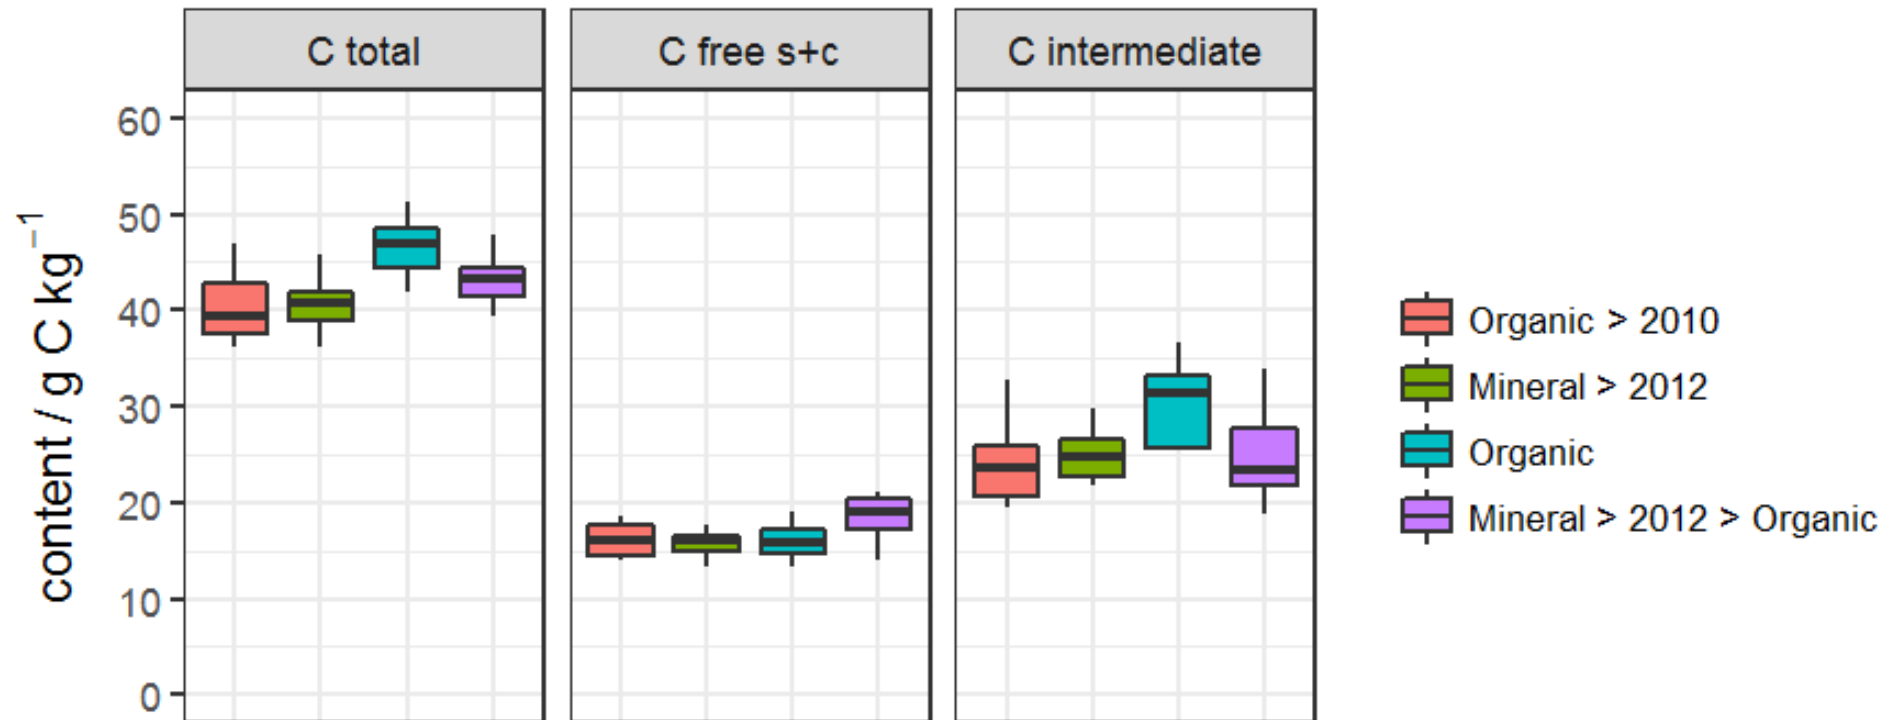 C total
C free s+c
C intermediate
content / g C kg⁻¹
60
50
40
30
20
10
0
Organic > 2010
Mineral > 2012
Organic
Mineral > 2012 > Organic